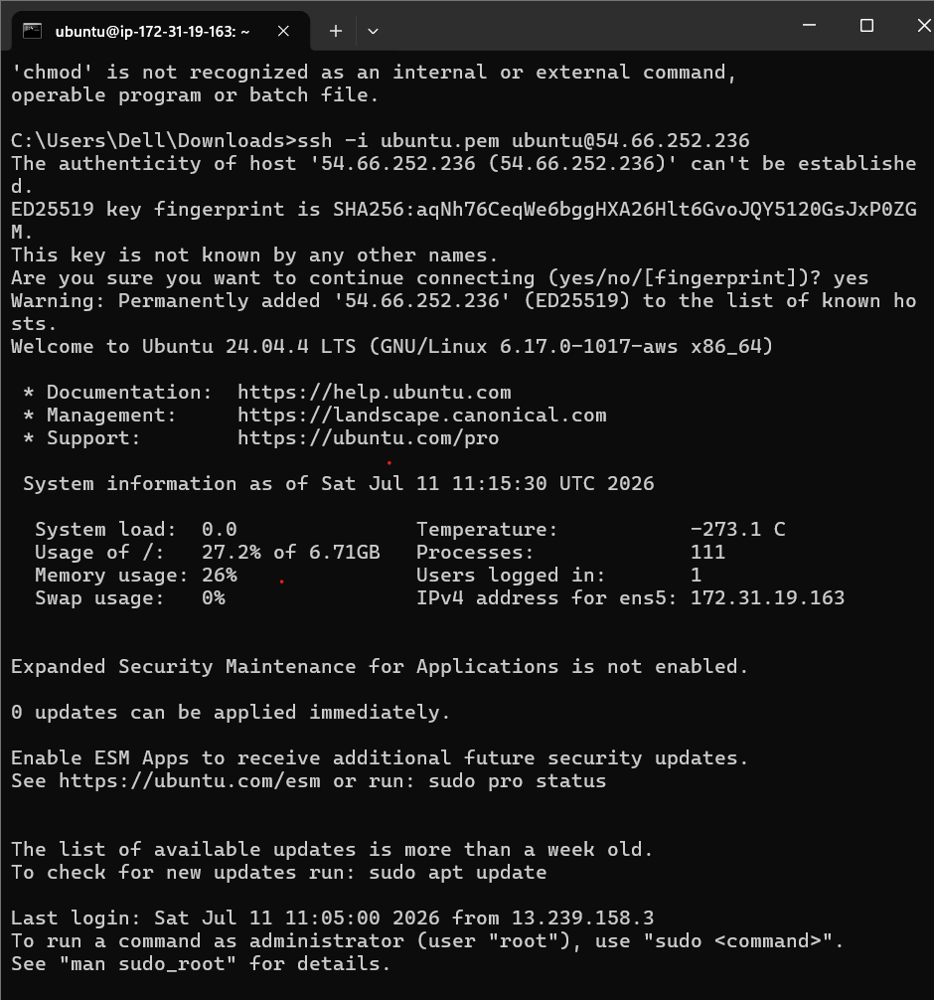 ubuntu@ip-172-31-19-163: ~
'chmod' is not recognized as an internal or external command,
operable program or batch file.
C:\Users\Dell\Downloads>ssh -i ubuntu.pem ubuntu@54.66.252.236
The authenticity of host '54.66.252.236 (54.66.252.236)' can't be establishe
d.
ED25519 key fingerprint is SHA256:aqNh76CeqWe6bggHXA26Hlt6GvoJQY5120GsJxP0ZG
M.
This key is not known by any other names.
Are you sure you want to continue connecting (yes/no/[fingerprint])? yes
Warning: Permanently added '54.66.252.236' (ED25519) to the list of known ho
sts.
Welcome to Ubuntu 24.04.4 LTS (GNU/Linux 6.17.0-1017-aws x86_64)
* Documentation:  https://help.ubuntu.com
* Management:     https://landscape.canonical.com
* Support:        https://ubuntu.com/pro
System information as of Sat Jul 11 11:15:30 UTC 2026
System load:  0.0               Temperature:           -273.1 C
Usage of /:   27.2% of 6.71GB   Processes:             111
Memory usage: 26%               Users logged in:       1
Swap usage:   0%                IPv4 address for ens5: 172.31.19.163
Expanded Security Maintenance for Applications is not enabled.
0 updates can be applied immediately.
Enable ESM Apps to receive additional future security updates.
See https://ubuntu.com/esm or run: sudo pro status
The list of available updates is more than a week old.
To check for new updates run: sudo apt update
Last login: Sat Jul 11 11:05:00 2026 from 13.239.158.3
To run a command as administrator (user "root"), use "sudo <command>".
See "man sudo_root" for details.